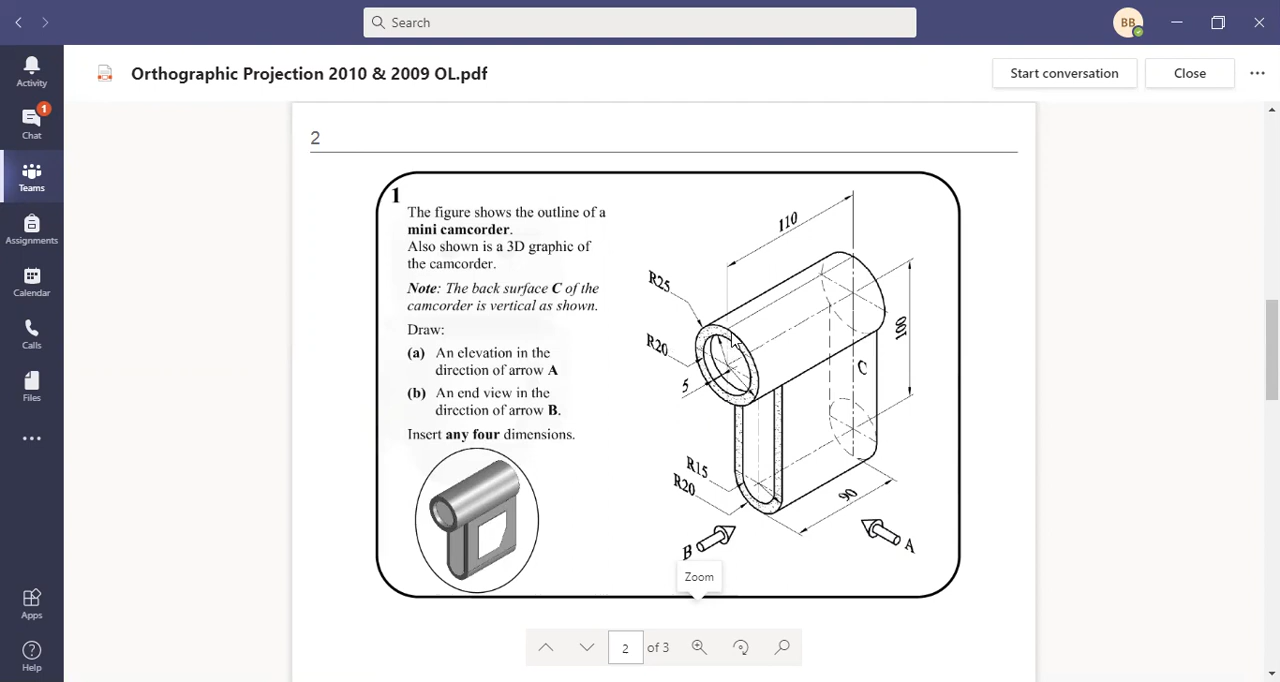 Search
BB
Activity
1
Chat
Teams
Assignments
Calendar
Calls
Files
Apps
Help
Orthographic Projection 2010 & 2009 OL.pdf
Start conversation
Close
2
1
The figure shows the outline of a
mini camcorder.
Also shown is a 3D graphic of
the camcorder.
Note: The back surface C of the
camcorder is vertical as shown.
Draw:
(a) An elevation in the
direction of arrow A
(b) An end view in the
direction of arrow B.
Insert any four dimensions.
110
R25
R20
5
100
C
R15
R20
90
B
A
Zoom
2 of 3